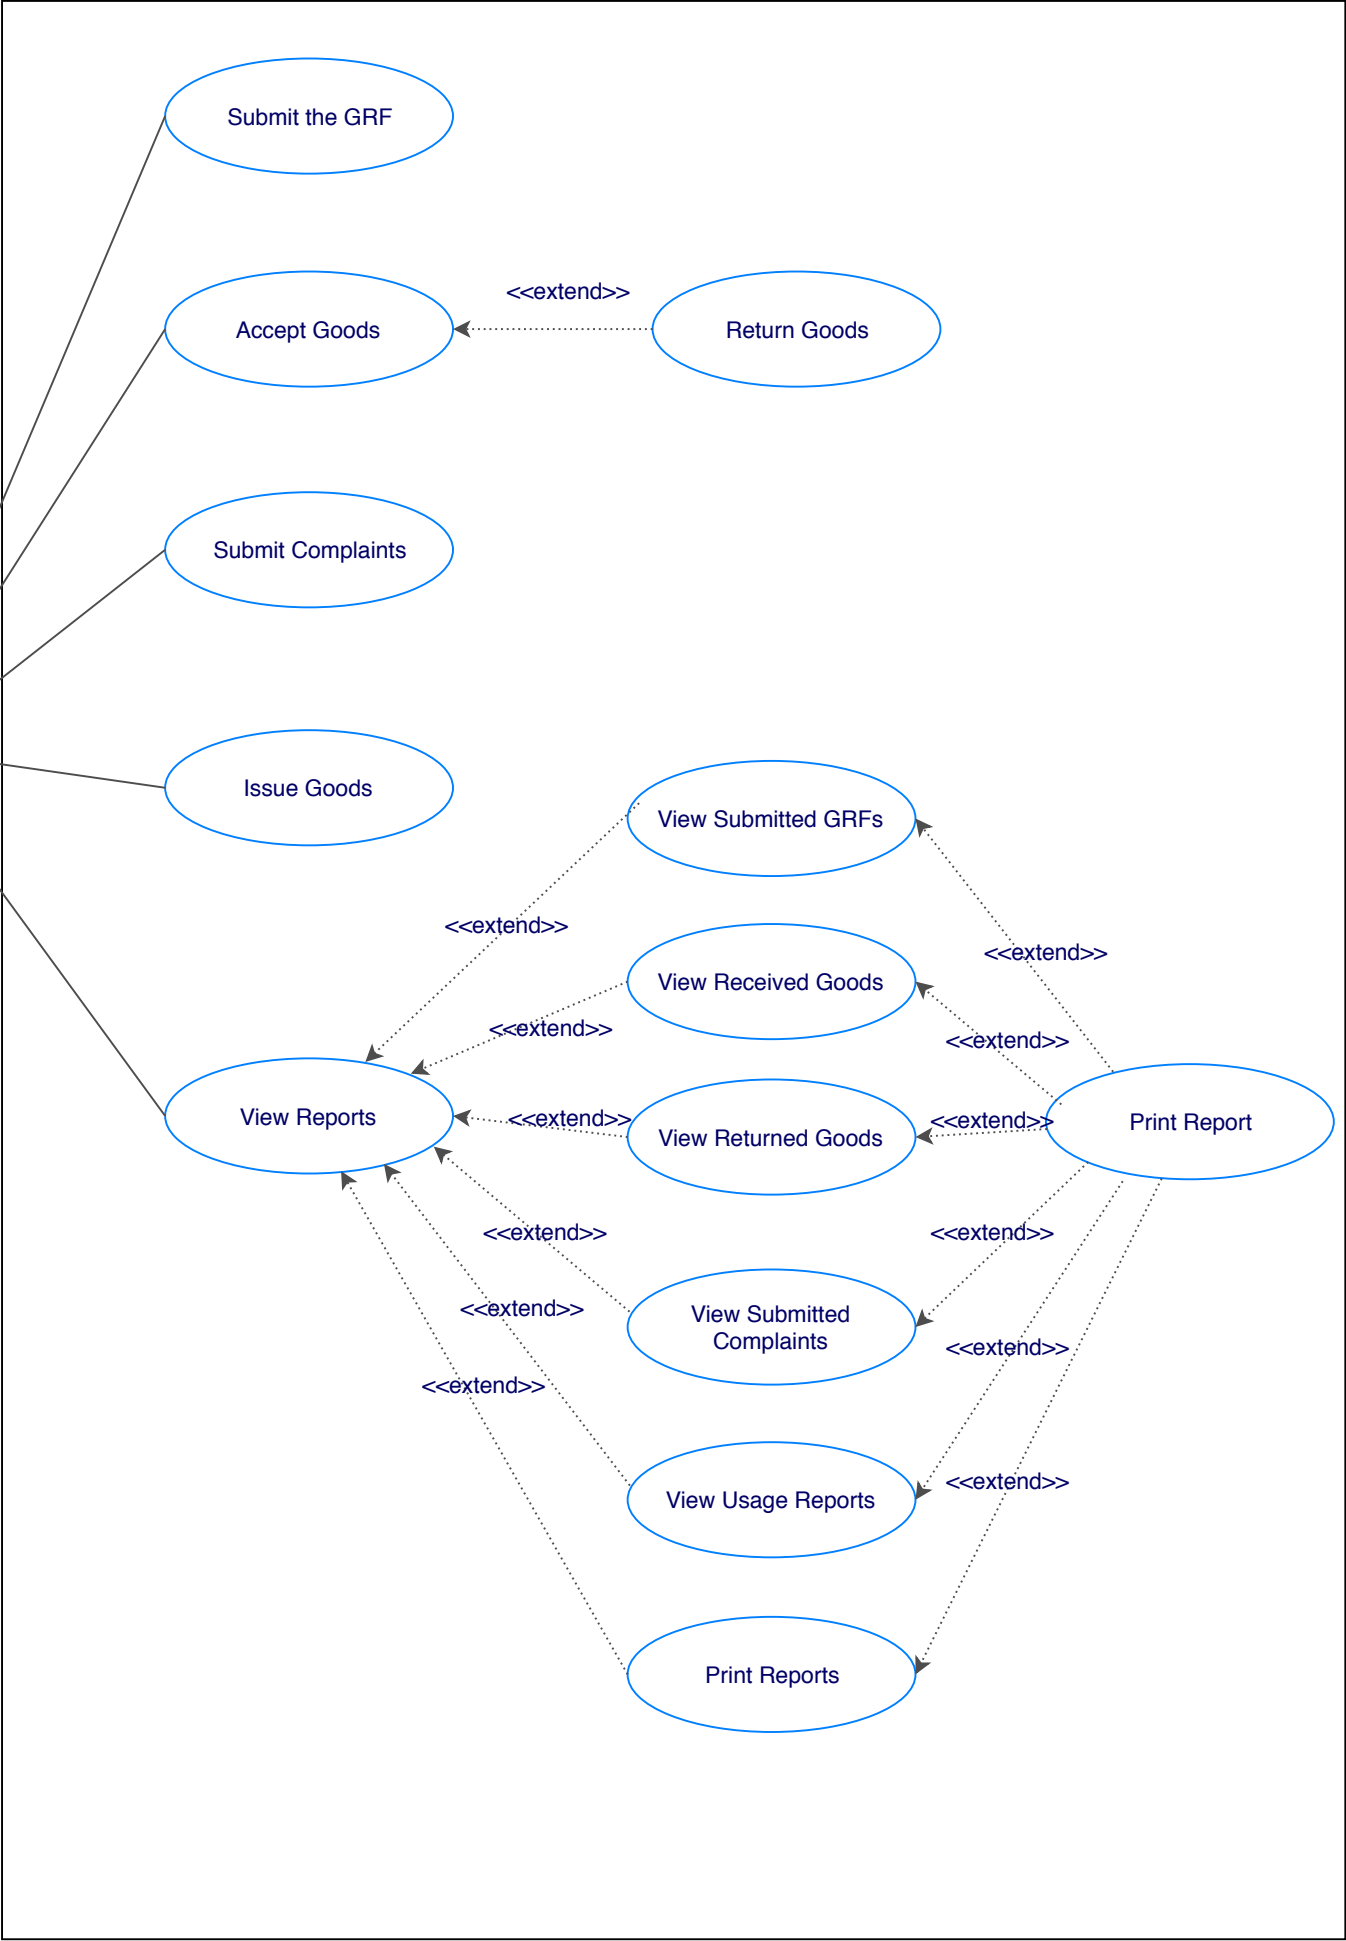 Submit the GRF
<<extend>>
Accept Goods
Return Goods
Submit Complaints
Issue Goods
View Submitted GRFs
<<extend>>
<<extend>>
View Received Goods
<<extend>>
<<extend>>
View Reports
<<extend>>
View Returned Goods
<<extend>>
Print Report
<<extend>>
<<extend>>
<<extend>>
View Submitted
Complaints
<<extend>>
<<extend>>
<<extend>>
View Usage Reports
Print Reports